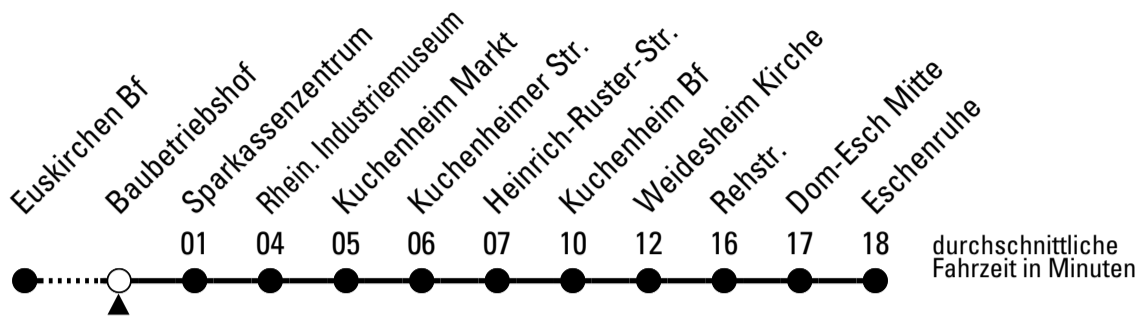 Euskirchen Bf
Baubetriebshof
Sparkassenzentrum
Rhein. Industriemuseum
Kuchenheim Markt
Kuchenheimer Str.
Heinrich-Ruster-Str.
Kuchenheim Bf
Weidesheim Kirche
Rehstr.
Dom-Esch Mitte
Eschenruhe
01 04 05 06 07 10 12 16 17 18
durchschnittliche
Fahrzeit in Minuten